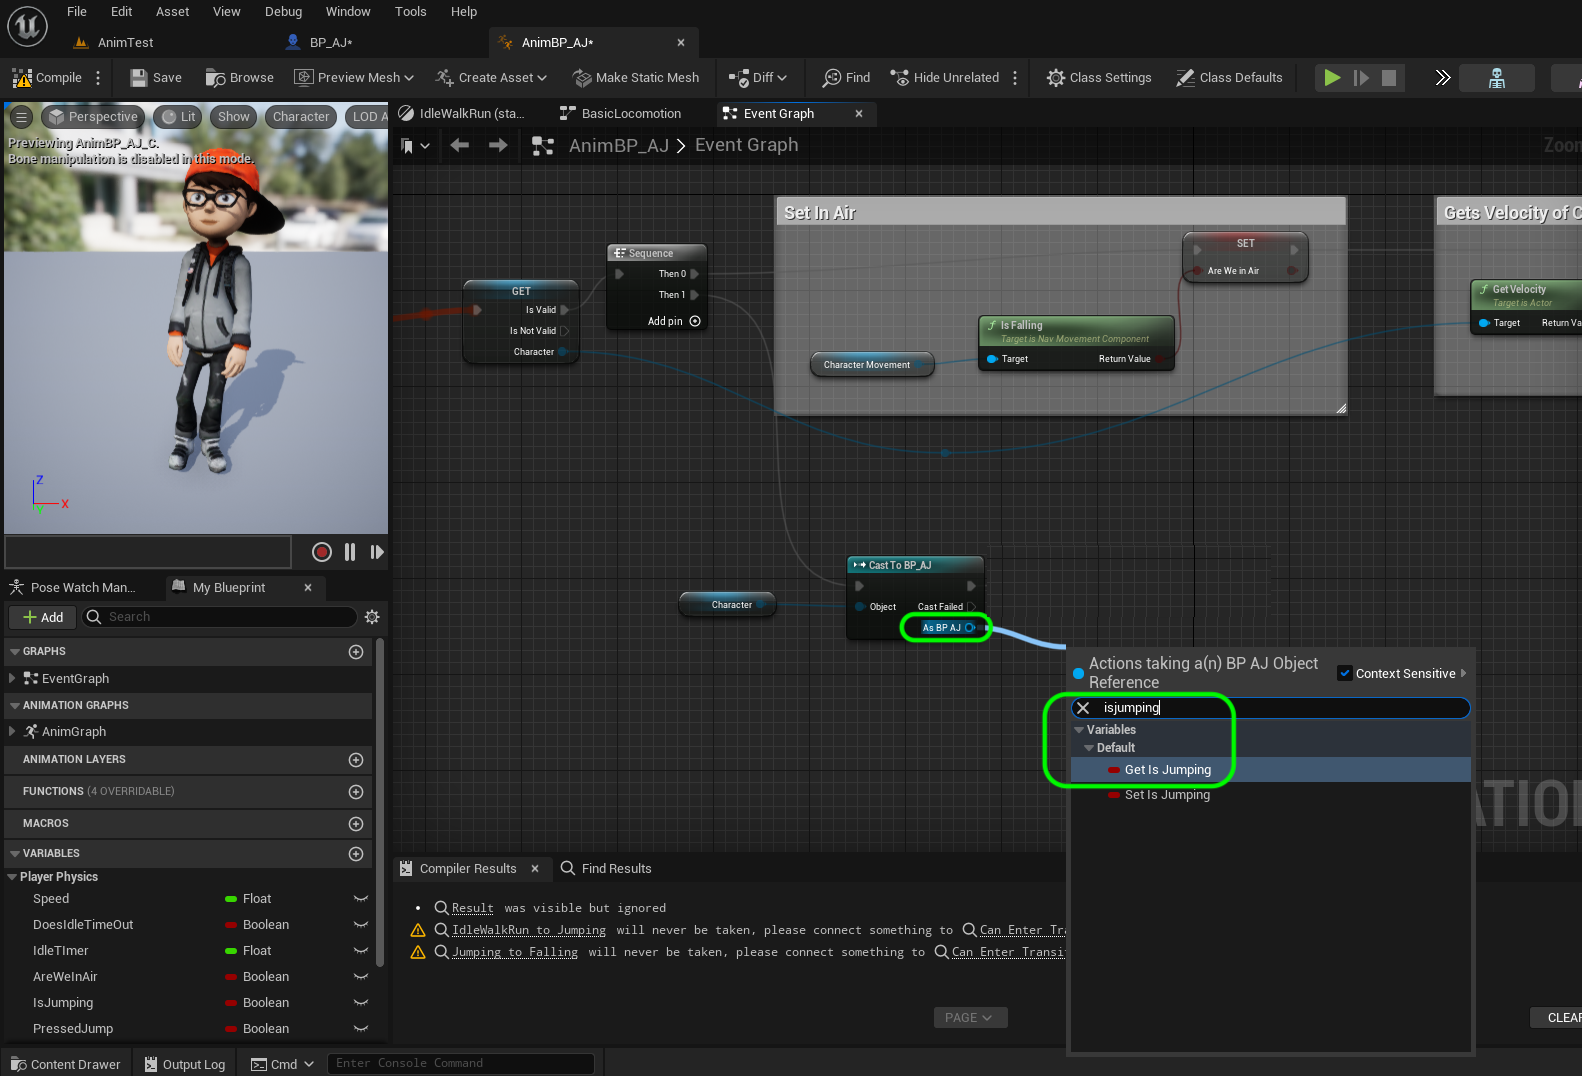 File Edit Asset View Debug Window Tools Help
AnimTest BP_AJ* AnimBP_AJ*
Compile Save Browse Preview Mesh Create Asset Make Static Mesh Diff Find Hide Unrelated Class Settings Class Defaults
Perspective Lit Show Character LOD A
Previewing AnimBP_AJ_C.
Bone manipulation is disabled in this mode.
Z
X
Y
IdleWalkRun (sta... BasicLocomotion Event Graph
AnimBP_AJ > Event Graph
Zoom
Set In Air
Gets Velocity of C
Sequence
Then 0
Then 1
Add pin
GET
Is Valid
Is Not Valid
Character
SET
Are We in Air
f Is Falling
Target is Nav Movement Component
Target Return Value
Character Movement
f Get Velocity
Target is Actor
Target Return Va
Cast To BP_AJ
Object Cast Failed
As BP AJ
Character
Actions taking a(n) BP AJ Object
Reference
Context Sensitive
isjumping
Variables
Default
Get Is Jumping
Set Is Jumping
ATIO
Pose Watch Man... My Blueprint
Add Search
GRAPHS
EventGraph
ANIMATION GRAPHS
AnimGraph
ANIMATION LAYERS
FUNCTIONS (4 OVERRIDABLE)
MACROS
VARIABLES
Player Physics
Speed Float
DoesIdleTimeOut Boolean
IdleTImer Float
AreWeInAir Boolean
IsJumping Boolean
PressedJump Boolean
Compiler Results Find Results
• Result was visible but ignored
IdleWalkRun to Jumping will never be taken, please connect something to Can Enter Tra
Jumping to Falling will never be taken, please connect something to Can Enter Transi
PAGE
CLEAR
Content Drawer Output Log Cmd Enter Console Command